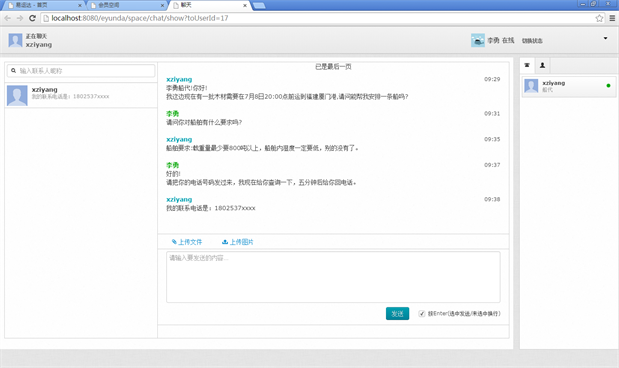 易运达 - 首页
会员空间
聊天
localhost:8080/eyunda/space/chat/show?toUserId=17
正在聊天
xziyang
李勇 在线
切换状态
输入联系人昵称
xziyang
我的联系电话是：1802537xxxx
已是最后一页
xziyang 09:29
李勇船代!你好!
我这边现在有一批木材需要在7月8日20:00点前运到福建厦门港,请问能帮我安排一条船吗?
李勇 09:31
请问你对船舶有什么要求吗?
xziyang 09:35
船舶要求:载重量最少要800吨以上，船舱内湿度一定要低，别的没有了。
李勇 09:37
好的!
请把你的电话号码发过来，我现在给你查询一下，五分钟后给你回电话。
xziyang 09:38
我的联系电话是：1802537xxxx
上传文件
上传图片
请输入要发送的内容...
发送
按Enter(选中发送/未选中换行)
xziyang
船代